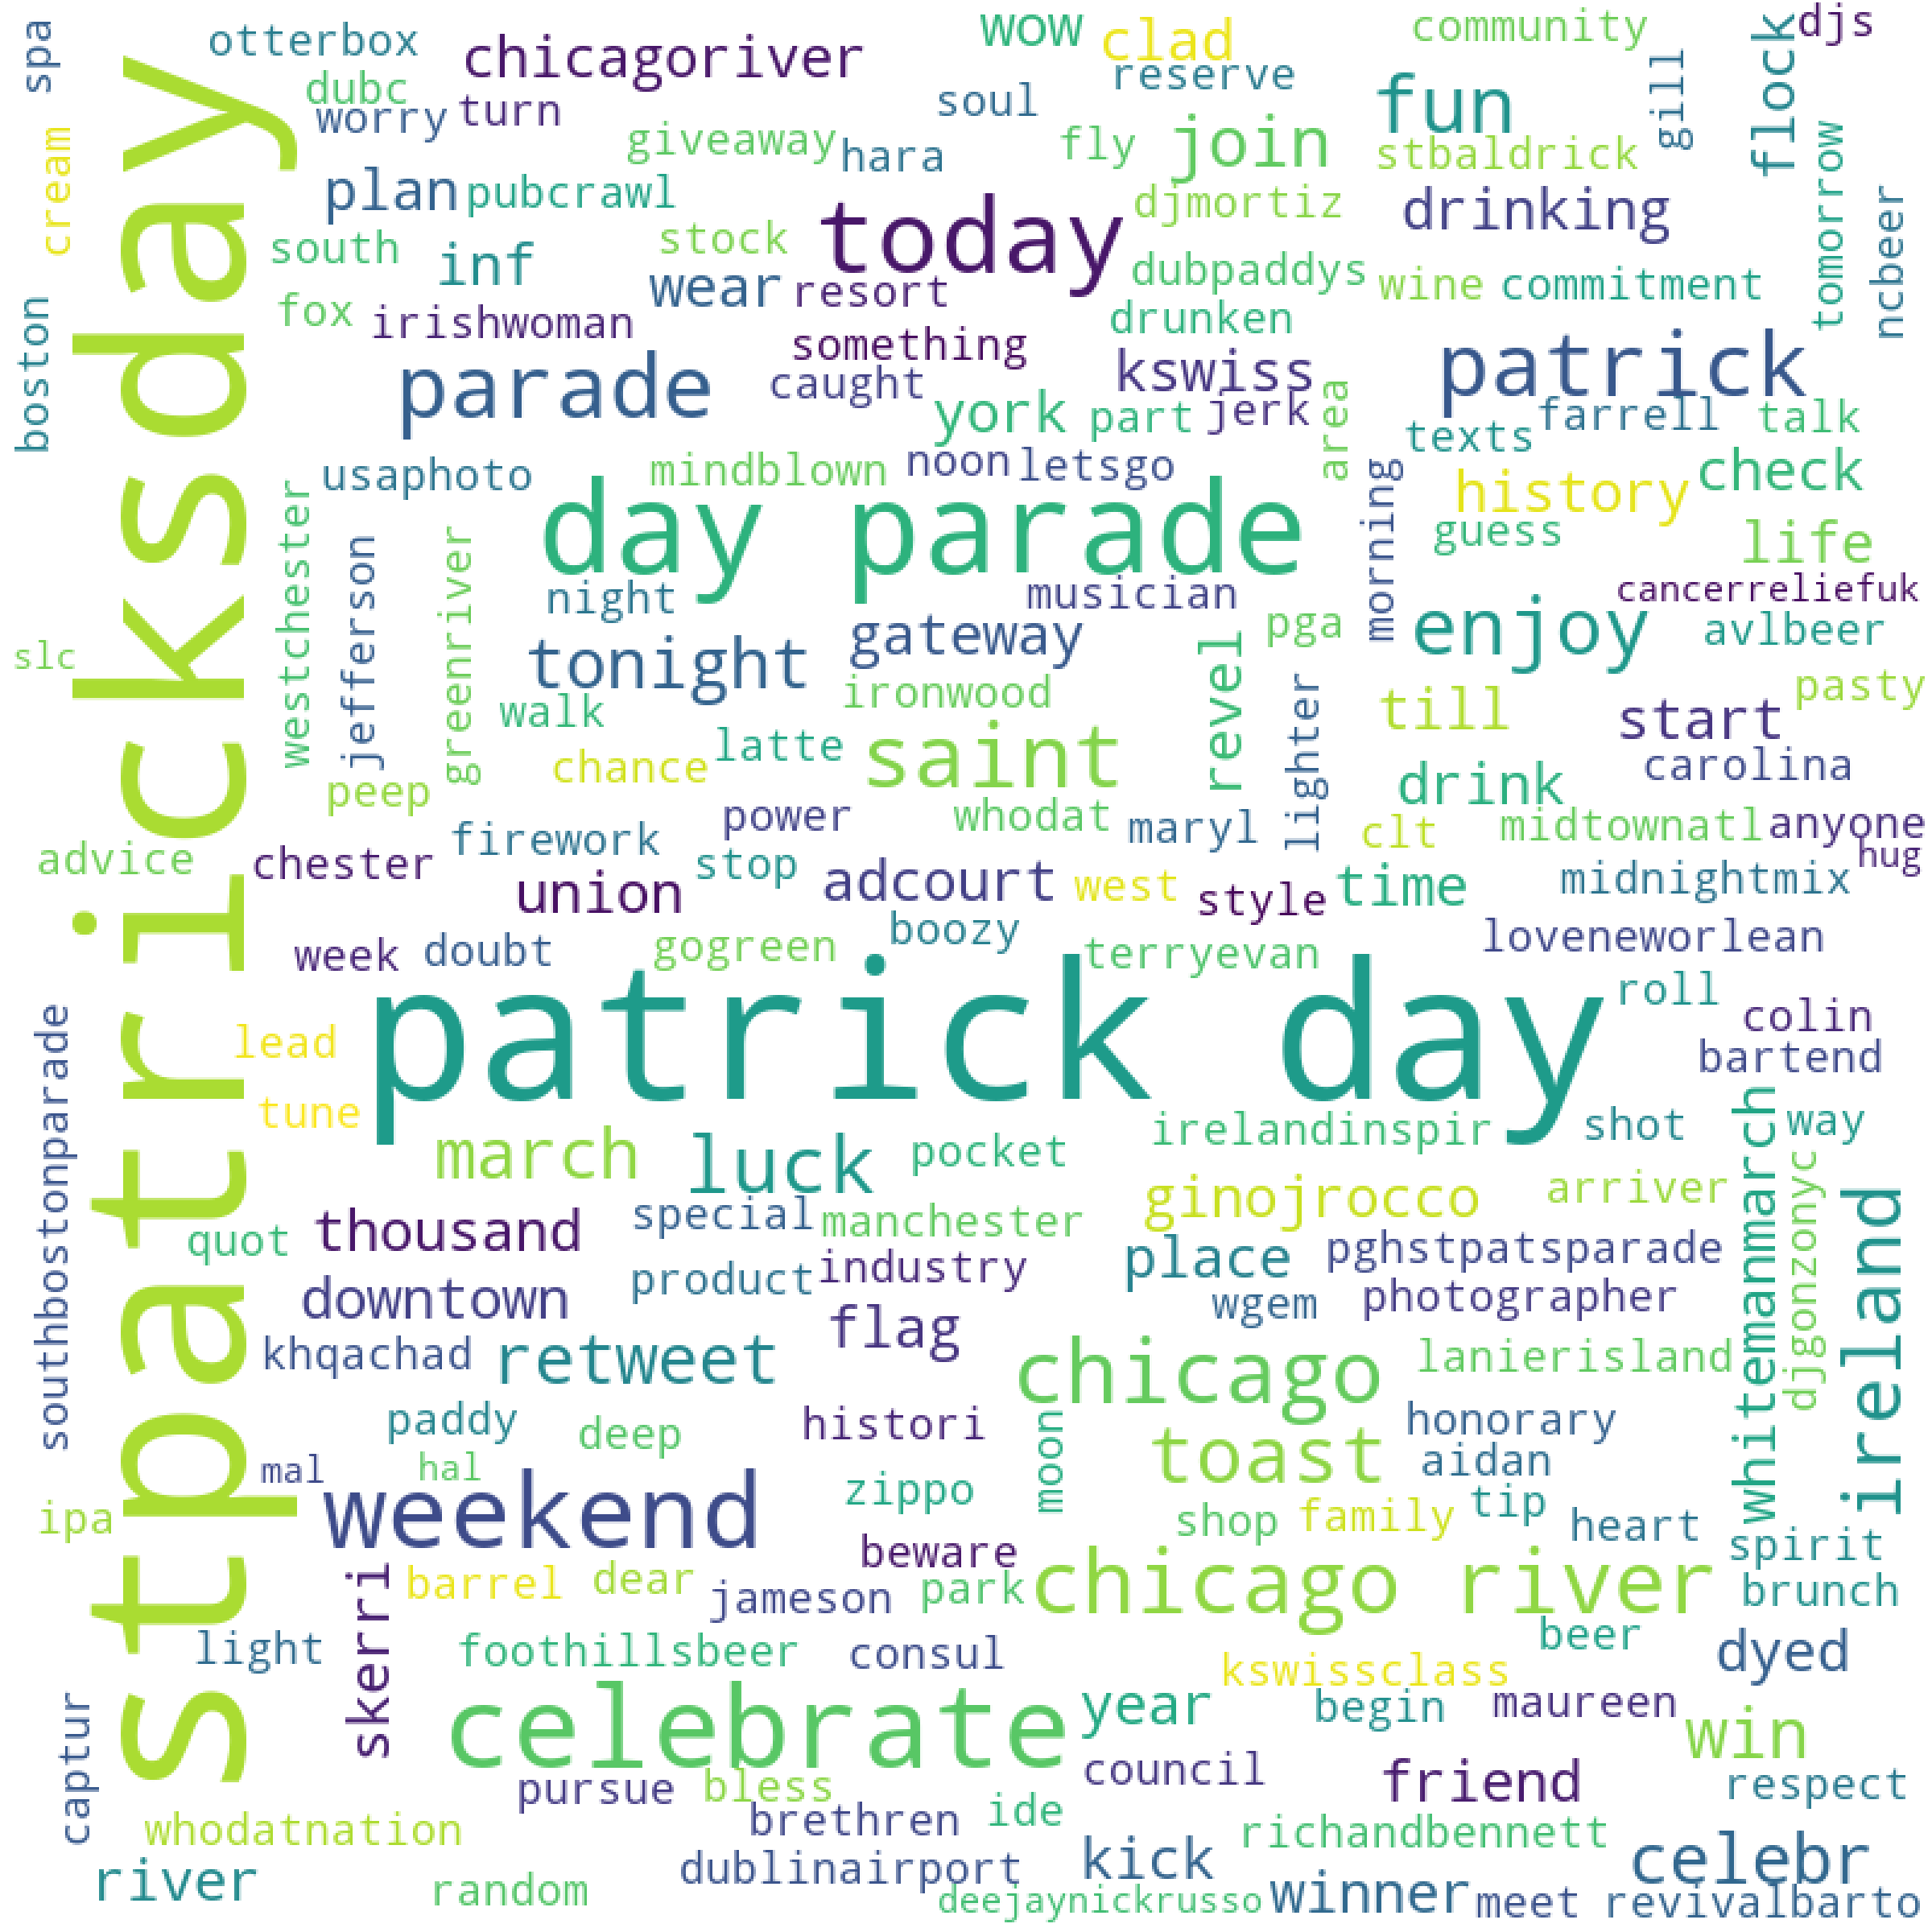 spa
otterbox
chicagoriver
wow
clad
community
djs
dubc
worry
turn
soul
reserve
fun
gill
flock
cream
giveaway
hara
fly
join
stbaldrick
tomorrow
plan
pubcrawl
today
djmortiz
drinking
ncbeer
south
inf
stock
wear
resort
dubpaddys
wine
commitment
boston
fox
irishwoman
something
drunken
stpatricksday
parade
caught
kswiss
patrick
york
part
jerk
area
texts
farrell
talk
usaphoto
mindblown
noon
letsgo
morning
history
check
westchester
jefferson
greenriver
day parade
guess
life
night
musician
cancerreliefuk
slc
tonight
gateway
revel
pga
enjoy
avlbeer
walk
ironwood
lighter
till
start
pasty
chance
latte
saint
drink
carolina
peep
power
whodat
maryl
clt
midtownatl
anyone
advice
chester
firework
stop
hug
union
adcourt
west
style
time
midnightmix
week
doubt
gogreen
boozy
terryevan
loveneworlean
southbostonparade
lead
patrick day
roll
colin
bartend
tune
march
luck
pocket
irelandinspir
shot
whitemanmarch
way
quot
thousand
special
manchester
ginojrocco
arriver
djgonzonyc
ireland
downtown
product
industry
place
pghstpatsparade
wgem
photographer
khqachad
retweet
flag
chicago
lanierisland
paddy
deep
histori
moon
toast
honorary
aidan
mal
hal
ipa
weekend
zippo
shop
family
tip
heart
spirit
skerri
barrel
dear
beware
jameson
park
chicago river
brunch
light
foothillsbeer
consul
beer
dyed
kswissclass
captur
celebrate
year
begin
maureen
win
pursue
bless
council
friend
respect
whodatnation
brethren
ide
richandbennett
river
random
dublinairport
kick
celebr
deejaynickrusso
winner
meet
revivalbarto